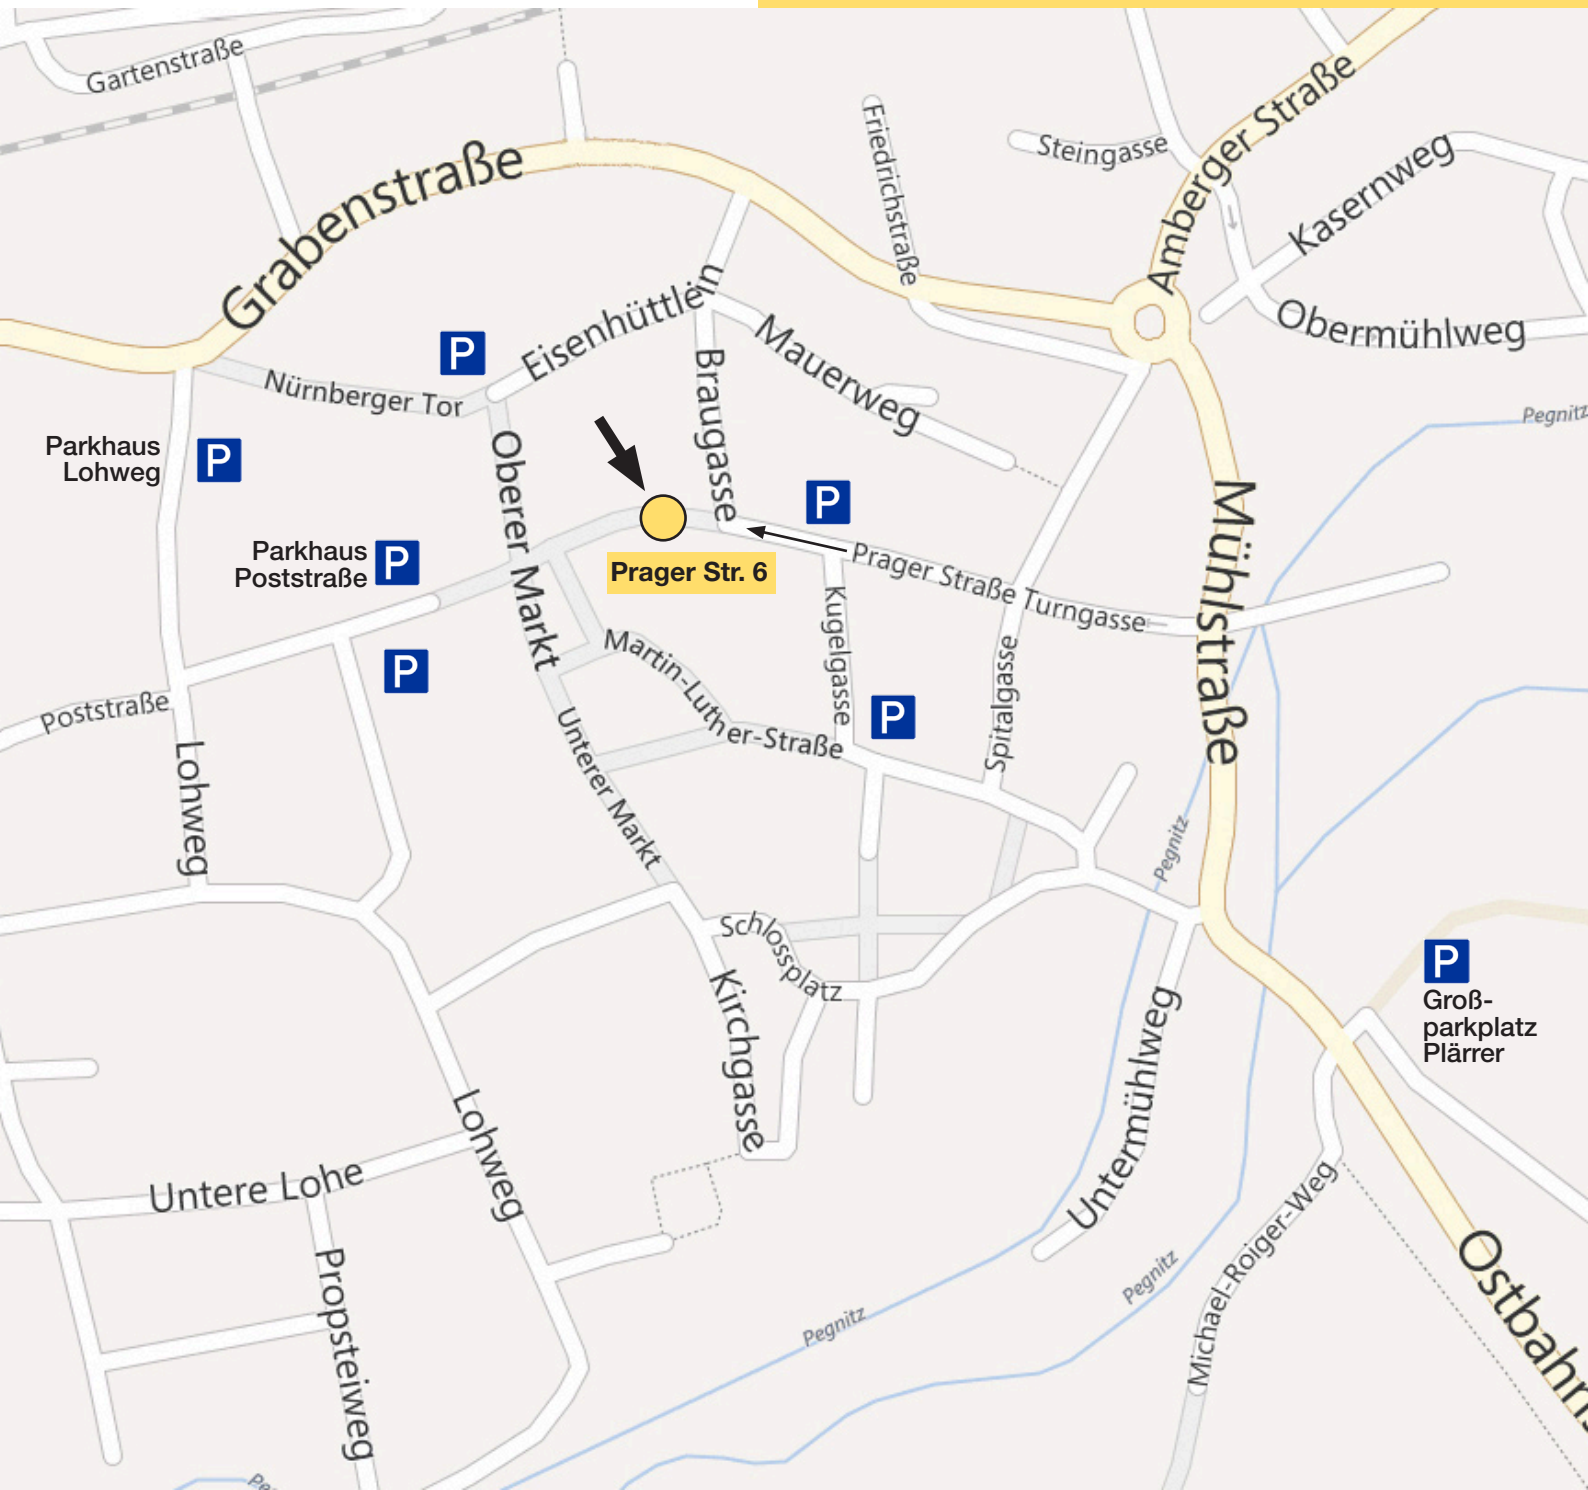 Gartenstraße
Grabenstraße
Friedrichstraße
Steingasse
Amberger Straße
Kasernweg
Obermühlweg
Eisenhüttlein
Mauerweg
Nürnberger Tor
P
Braugasse
Pegnitz
Parkhaus
Lohweg
P
Oberer Markt
P
Mühlstraße
Parkhaus
Poststraße
P
Prager Str. 6
Prager Straße
Turngasse
Kugelgasse
Martin-Luther-Straße
Spitalgasse
P
P
Poststraße
Lohweg
Unterer Markt
Pegnitz
Schlossplatz
P
Groß-
parkplatz
Plärrer
Kirchgasse
Untermühlweg
Lohweg
Untere Lohe
Michael-Roiger-Weg
Propsteiweg
Pegnitz
Pegnitz